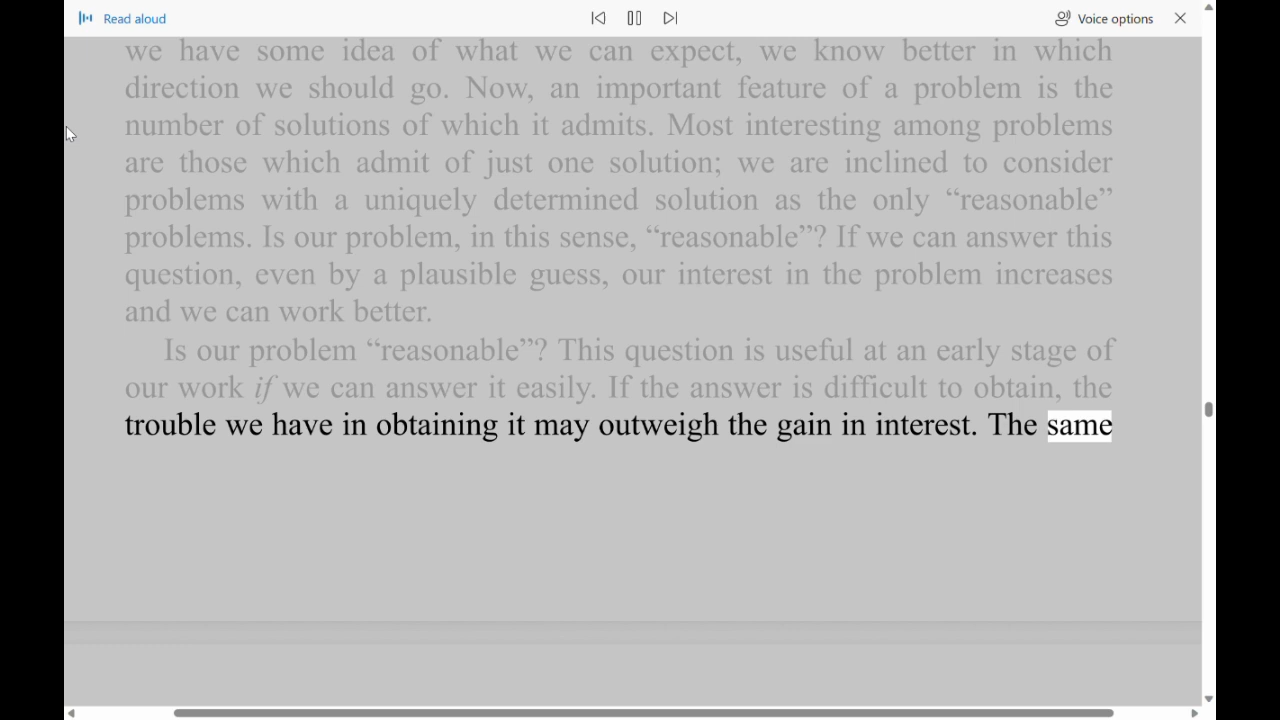 Read aloud
Voice options
we have some idea of what we can expect, we know better in which
direction we should go. Now, an important feature of a problem is the
number of solutions of which it admits. Most interesting among problems
are those which admit of just one solution; we are inclined to consider
problems with a uniquely determined solution as the only “reasonable”
problems. Is our problem, in this sense, “reasonable”? If we can answer this
question, even by a plausible guess, our interest in the problem increases
and we can work better.
Is our problem “reasonable”? This question is useful at an early stage of
our work if we can answer it easily. If the answer is difficult to obtain, the
trouble we have in obtaining it may outweigh the gain in interest. The same